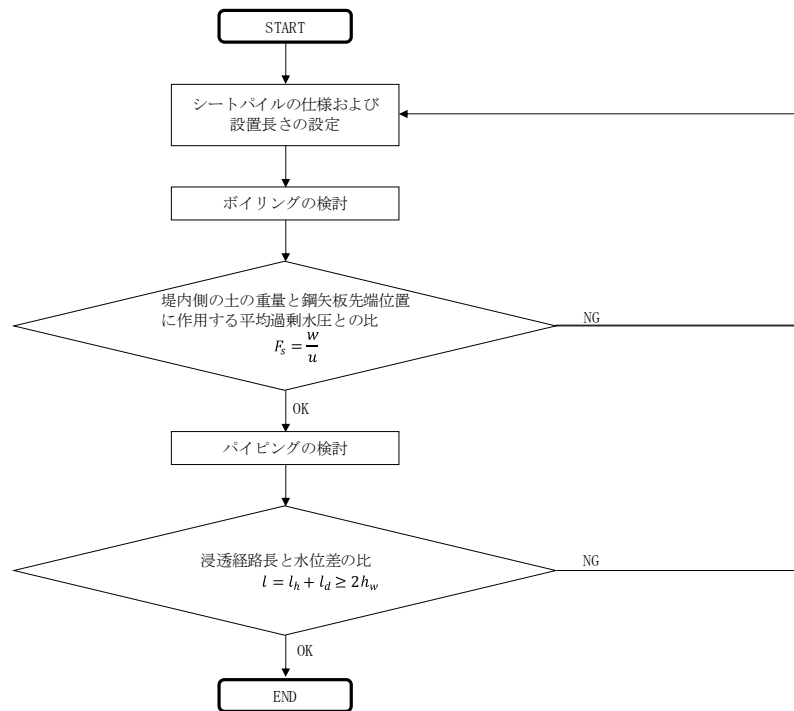 START
シートパイルの仕様および
設置長さの設定
ボイリングの検討
堤内側の土の重量と鋼矢板先端位置
に作用する平均過剰水圧との比
F_s = w/u
NG
OK
パイピングの検討
浸透経路長と水位差の比
l = l_h + l_d ≥ 2h_w
NG
OK
END